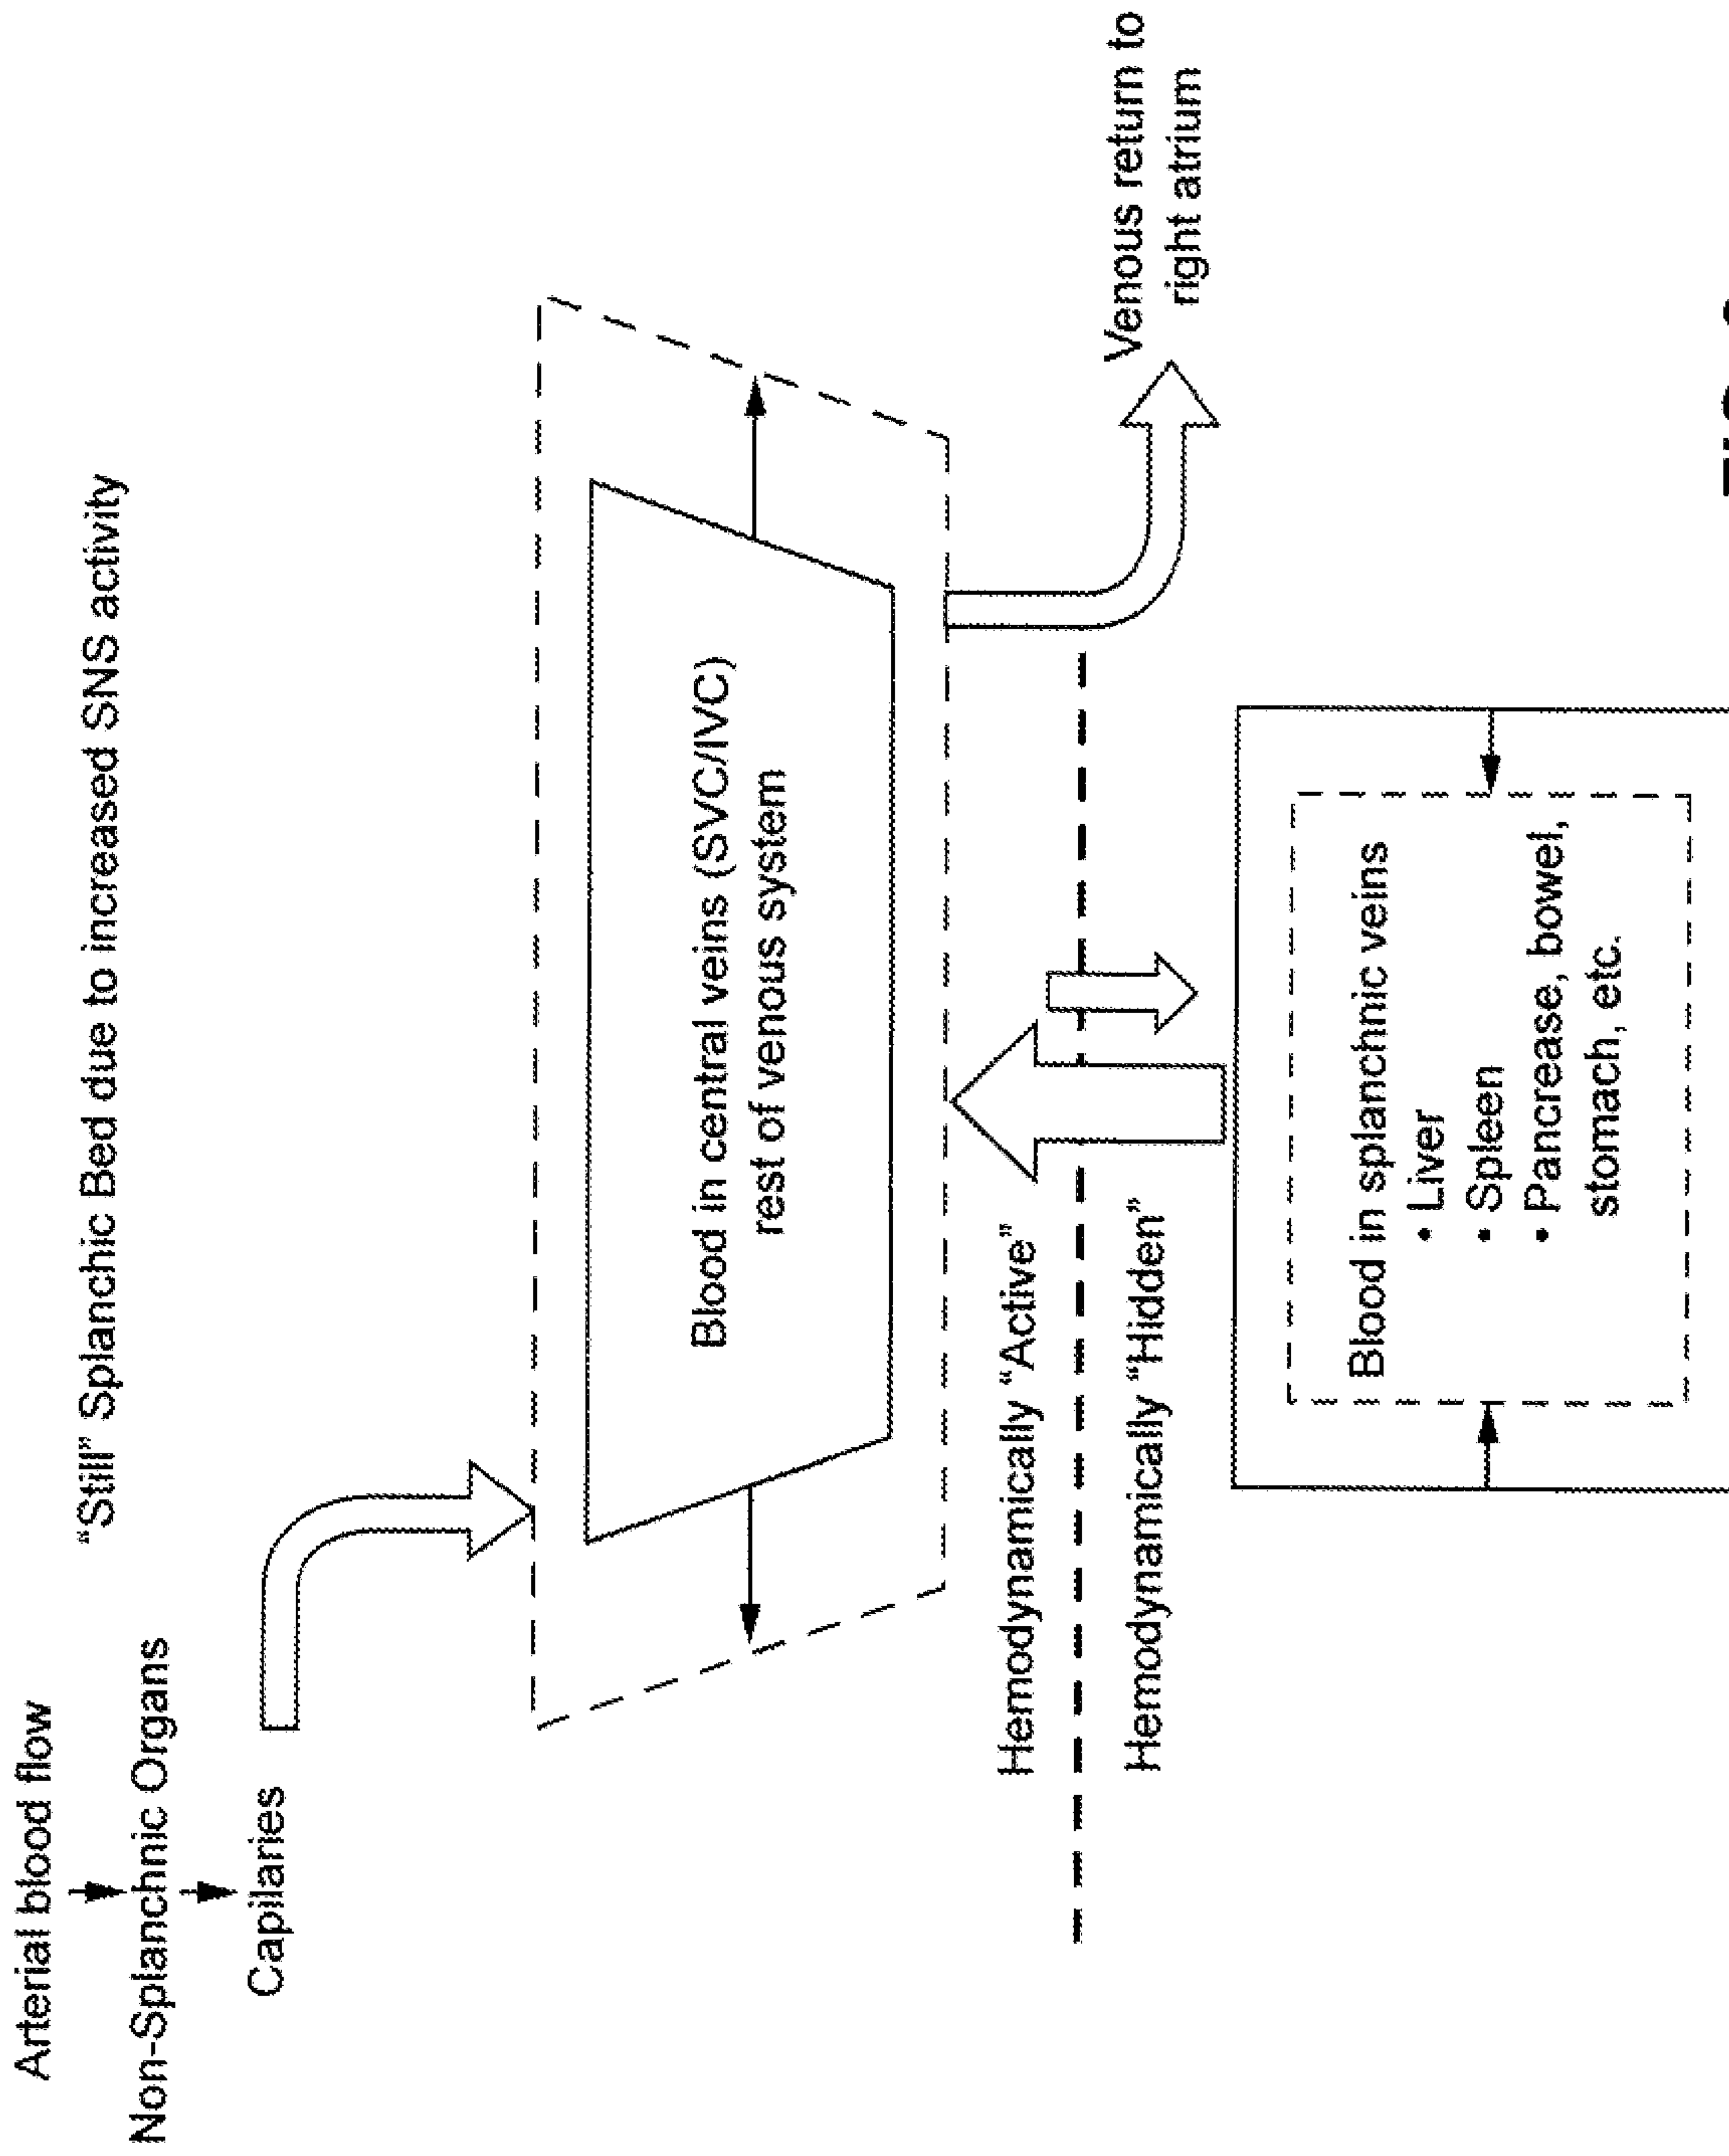 Arterial blood flow
Non-Splanchnic Organs
Capilaries
"Still" Splanchic Bed due to increased SNS activity
Blood in central veins (SVC/IVC)
rest of venous system
Venous return to
right atrium
Hemodynamically "Active"
Hemodynamically "Hidden"
Blood in splanchnic veins
• Liver
• Spleen
• Pancrease, bowel,
stomach, etc.